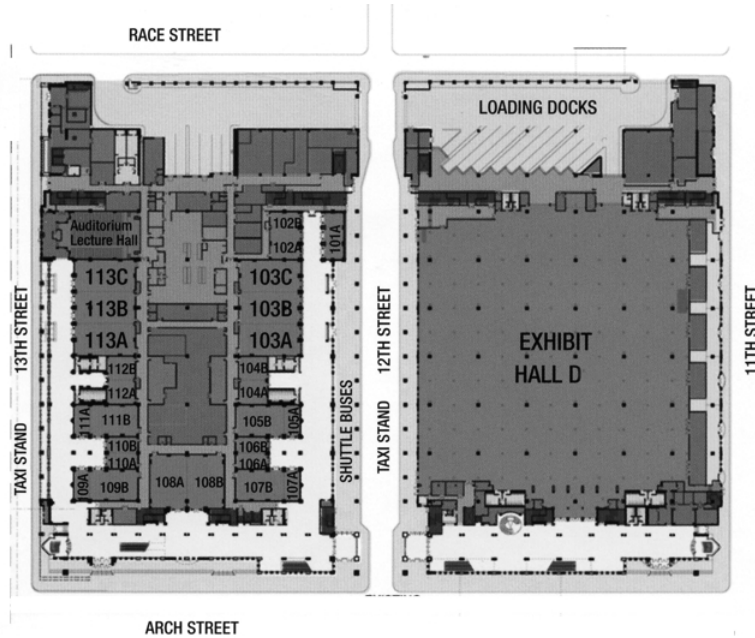 RACE STREET
LOADING DOCKS
Auditorium
Lecture Hall
102B
102A
101A
113C
113B
113A
103C
103B
103A
112B
112A
104B
104A
111A
111B
105B
105A
110B
110A
106B
106A
109A
109B
108A
108B
107B
107A
13TH STREET
TAXI STAND
SHUTTLE BUSES
12TH STREET
TAXI STAND
EXHIBIT
HALL D
11TH STREET
ARCH STREET